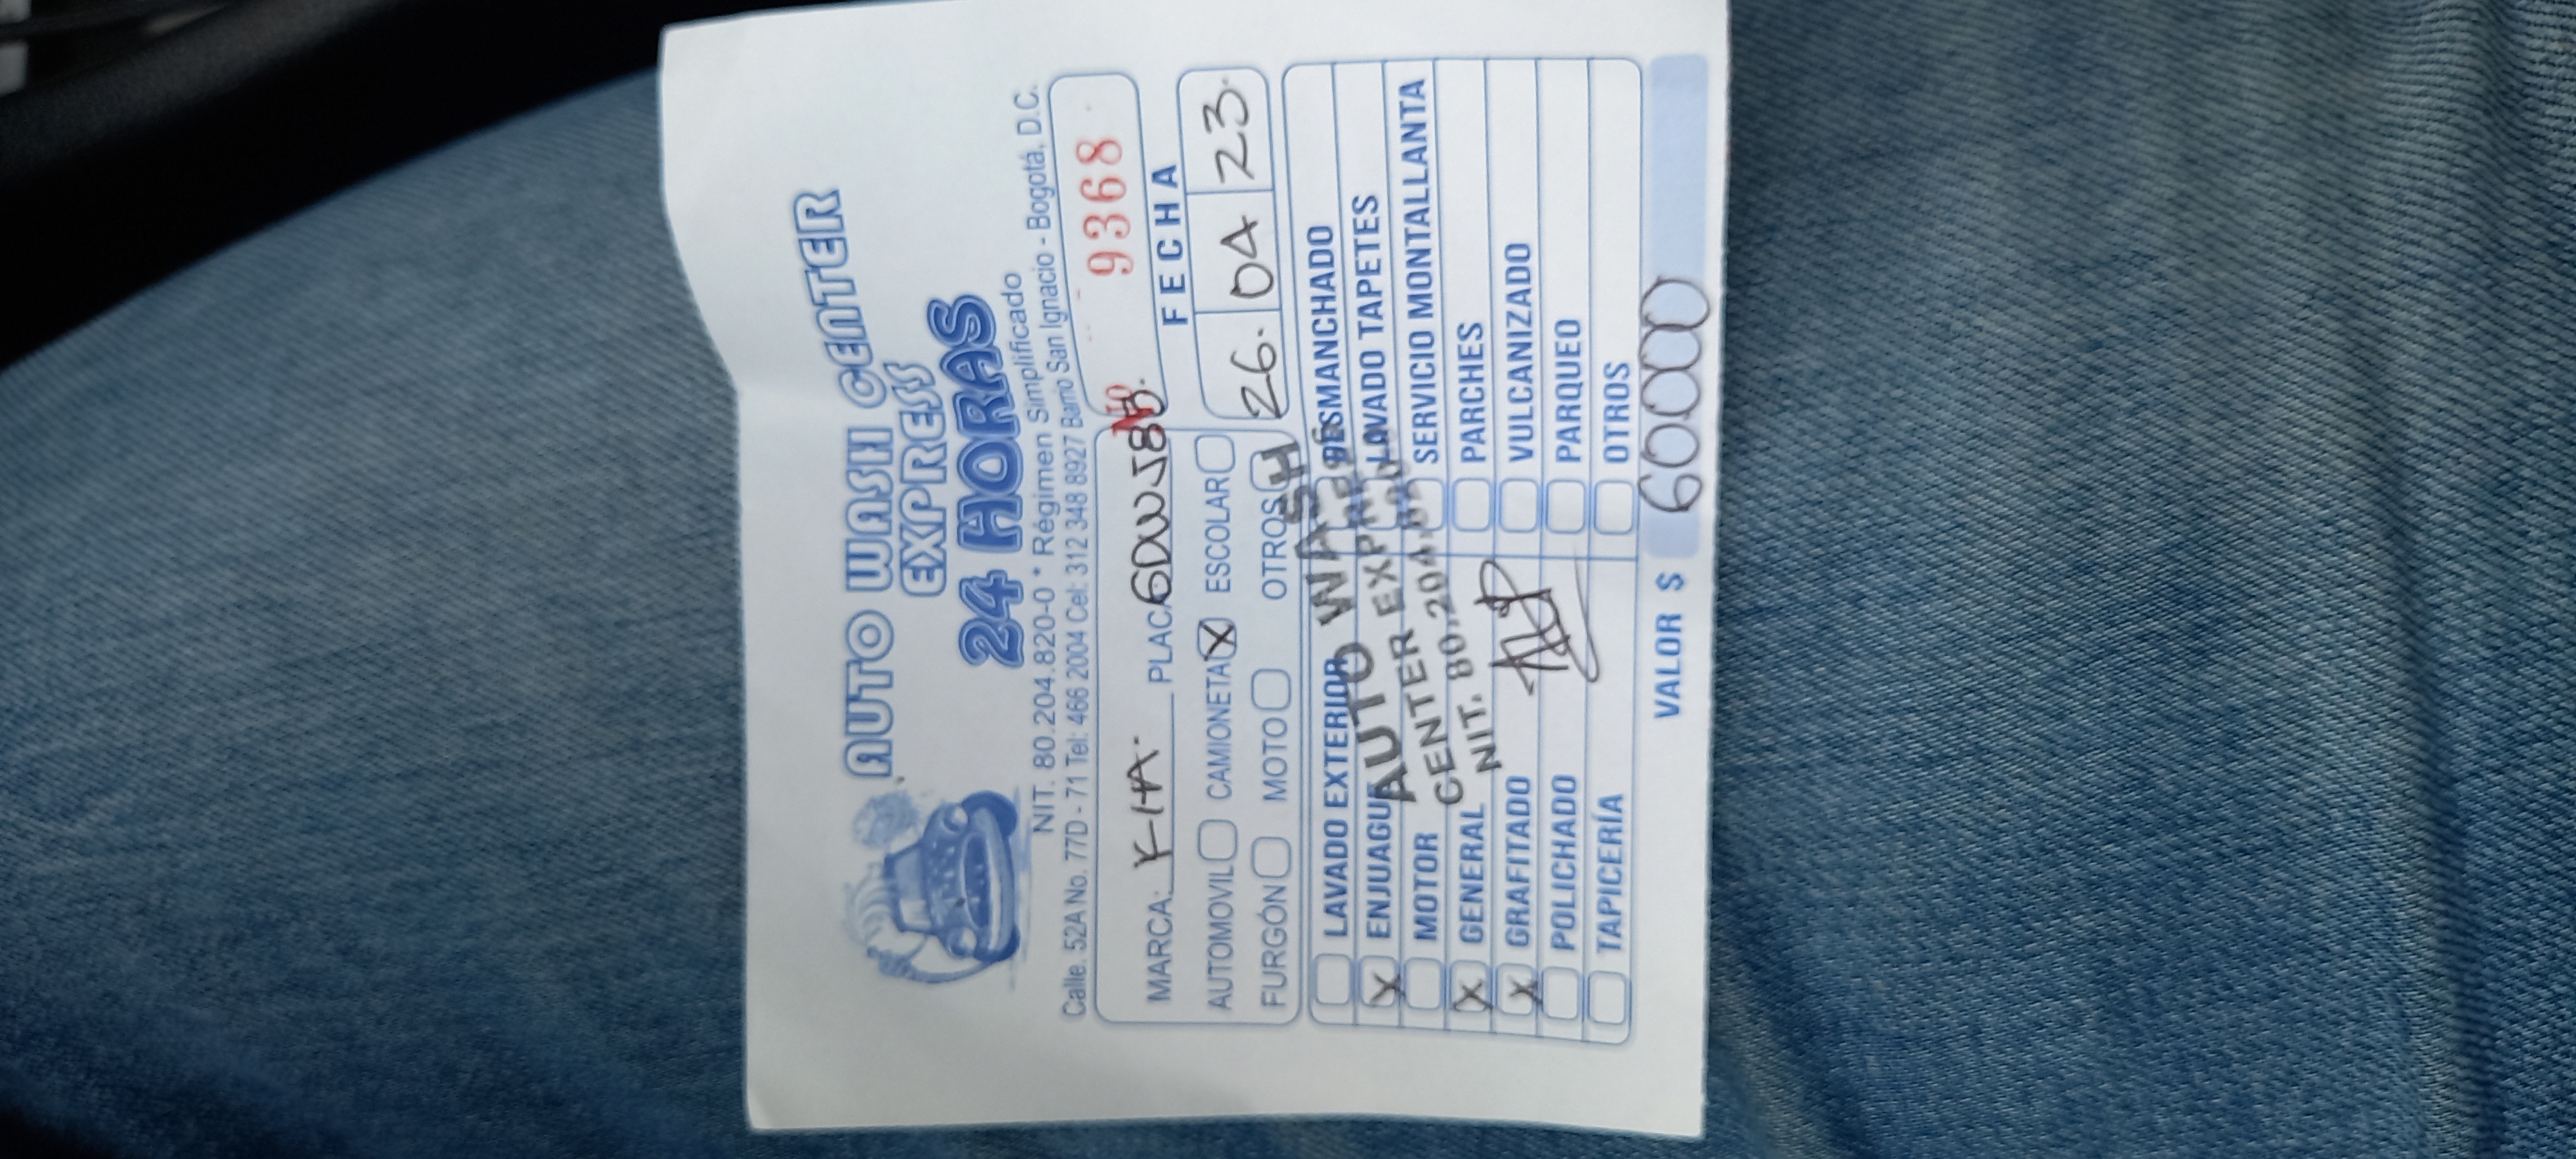 AUTO WASH CENTER
EXPRESS
24 HORAS
NIT. 80.204.820-0 * Régimen Simplificado
Calle. 52A No. 77D - 71 Tel: 466 2004 Cel: 312 348 8927 Barrio San Ignacio - Bogotá, D.C.
No 9368
MARCA: KIA PLACA
FECHA
AUTOMOVIL CAMIONETA X ESCOLAR
26. 04 23.
FURGÓN MOTO OTROS
LAVADO EXTERIOR DESMANCHADO
X ENJUAGUE LAVADO TAPETES
MOTOR SERVICIO MONTALLANTA
X GENERAL PARCHES
X GRAFITADO VULCANIZADO
POLICHADO PARQUEO
TAPICERÍA OTROS
AUTO WASH
CENTER EXPRESS
NIT. 80.204.820
VALOR $ 60000